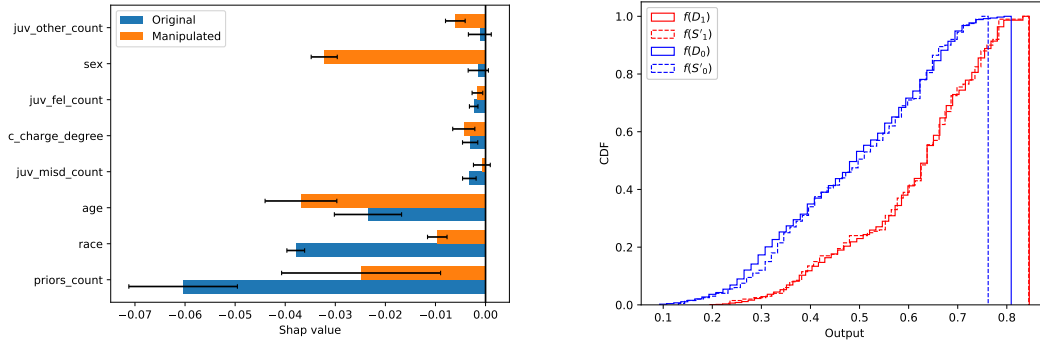 Original
Manipulated
juv_other_count
sex
juv_fel_count
c_charge_degree
juv_misd_count
age
race
priors_count
−0.07 −0.06 −0.05 −0.04 −0.03 −0.02 −0.01 0.00
Shap value
f(D₁)
f(S'₁)
f(D₀)
f(S'₀)
1.0
0.8
0.6
0.4
0.2
0.0
CDF
0.1 0.2 0.3 0.4 0.5 0.6 0.7 0.8
Output